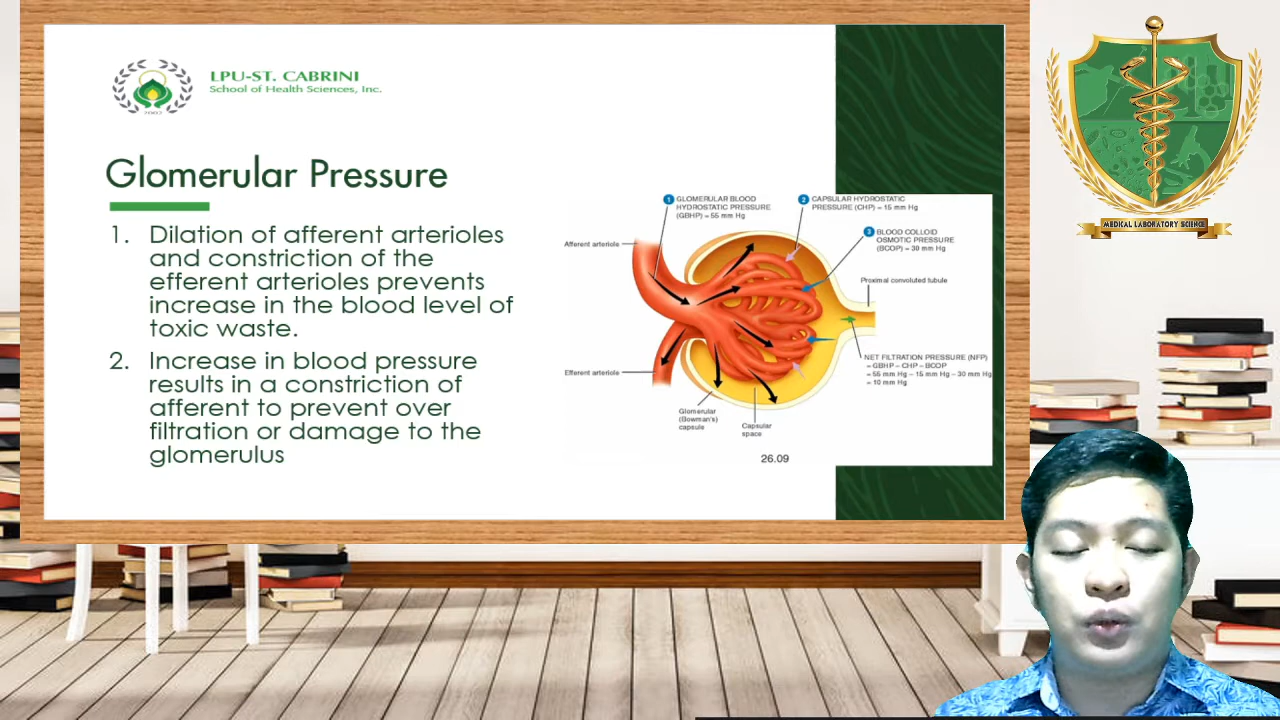 LPU-ST. CABRINI
School of Health Sciences, Inc.
2002
Glomerular Pressure
1. Dilation of afferent arterioles
and constriction of the
efferent arterioles prevents
increase in the blood level of
toxic waste.
2. Increase in blood pressure
results in a constriction of
afferent to prevent over
filtration or damage to the
glomerulus
1 GLOMERULAR BLOOD
HYDROSTATIC PRESSURE
(GBHP) = 55 mm Hg
2 CAPSULAR HYDROSTATIC
PRESSURE (CHP) = 15 mm Hg
3 BLOOD COLLOID
OSMOTIC PRESSURE
(BCOP) = 30 mm Hg
Afferent arteriole
Proximal convoluted tubule
Efferent arteriole
NET FILTRATION PRESSURE (NFP)
= GBHP – CHP – BCOP
= 55 mm Hg – 15 mm Hg – 30 mm Hg
= 10 mm Hg
Glomerular
(Bowman's)
capsule
Capsular
space
26.09
MEDICAL LABORATORY SCIENCE